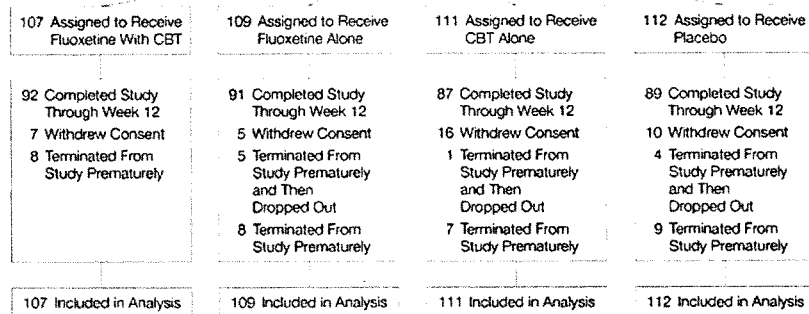 107 Assigned to Receive
Fluoxetine With CBT
109 Assigned to Receive
Fluoxetine Alone
111 Assigned to Receive
CBT Alone
112 Assigned to Receive
Placebo
92 Completed Study
Through Week 12
7 Withdrew Consent
8 Terminated From
Study Prematurely
91 Completed Study
Through Week 12
5 Withdrew Consent
5 Terminated From
Study Prematurely
and Then
Dropped Out
8 Terminated From
Study Prematurely
87 Completed Study
Through Week 12
16 Withdrew Consent
1 Terminated From
Study Prematurely
and Then
Dropped Out
7 Terminated From
Study Prematurely
89 Completed Study
Through Week 12
10 Withdrew Consent
4 Terminated From
Study Prematurely
and Then
Dropped Out
9 Terminated From
Study Prematurely
107 Included in Analysis
109 Included in Analysis
111 Included in Analysis
112 Included in Analysis